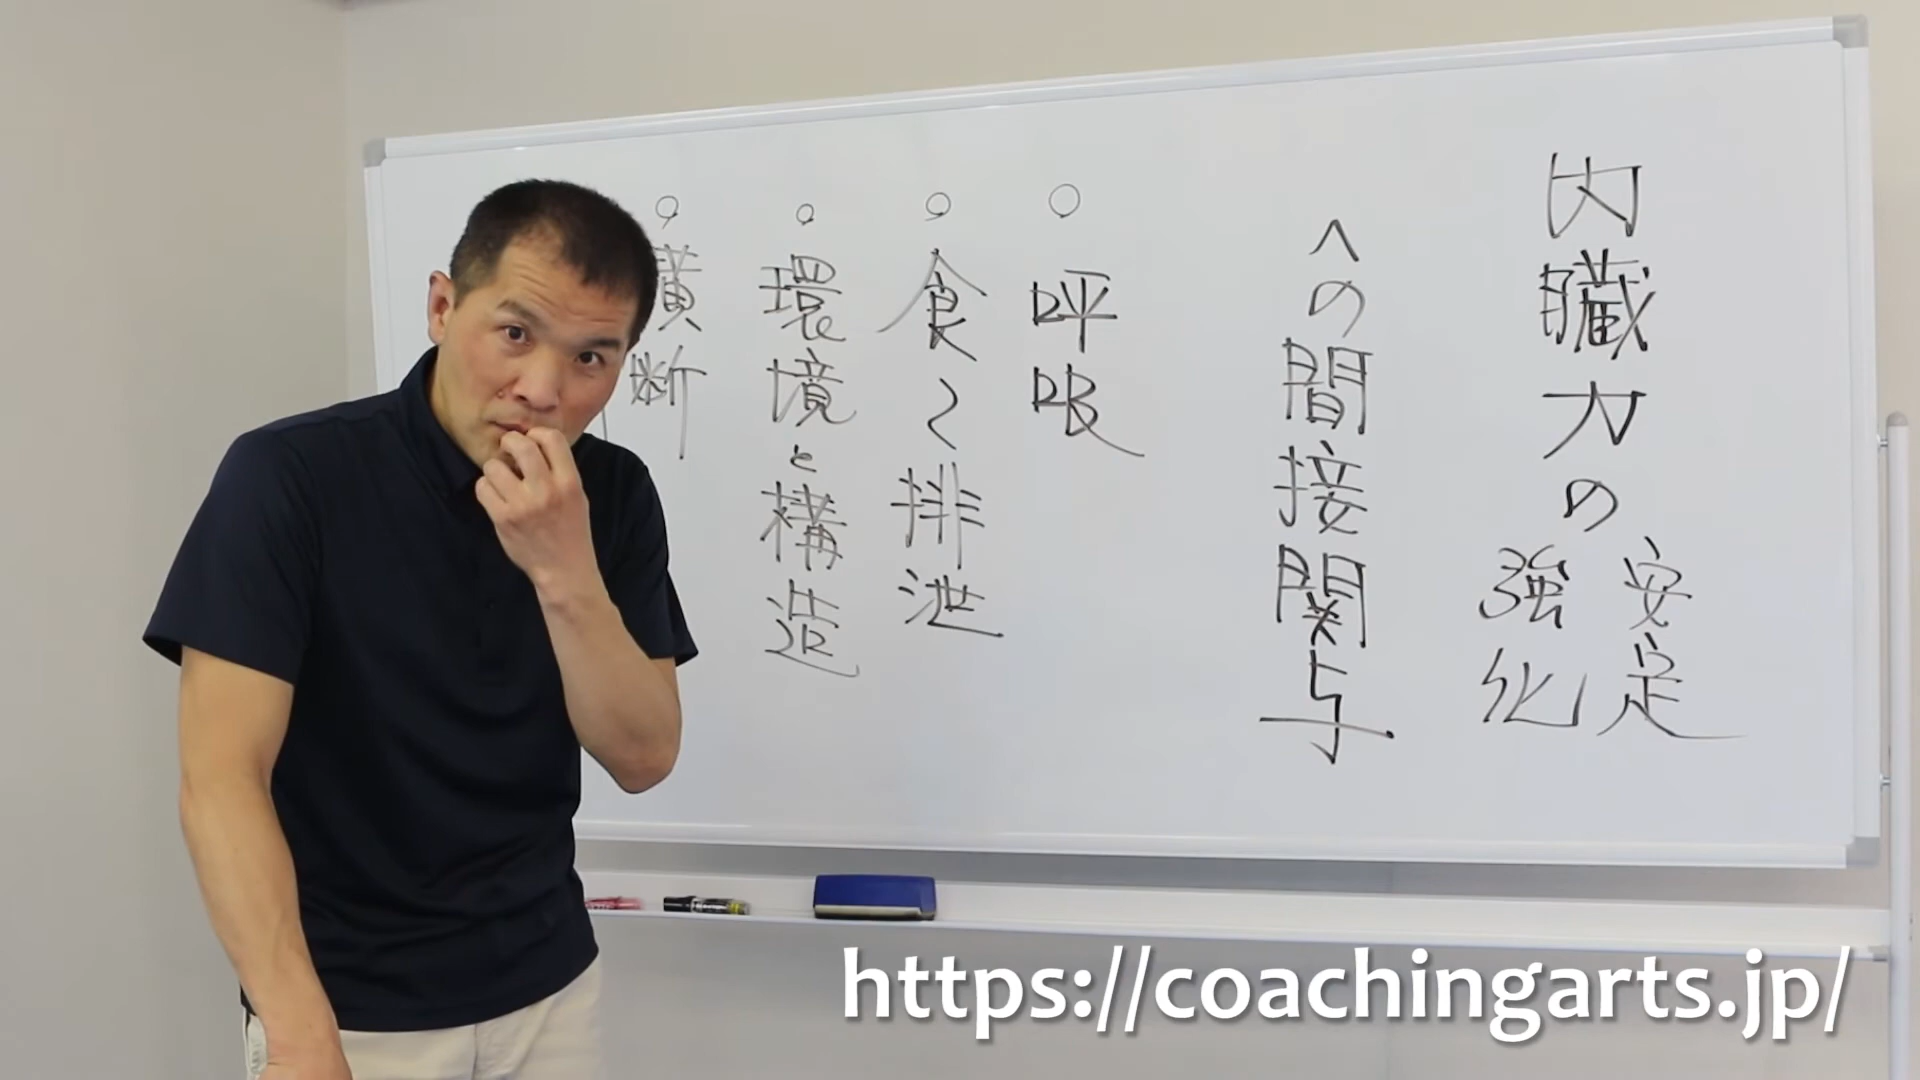 内臓力の
安定
強化
への間接関与
○ 呼吸
○ 食〜排泄
○ 環境と構造
○ 横断
https://coachingarts.jp/